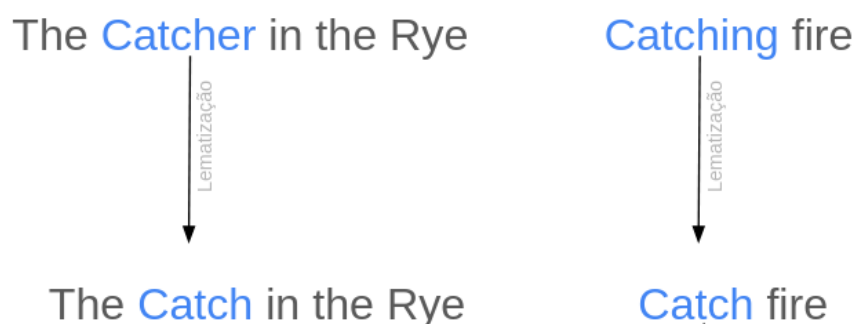 The Catcher in the Rye
Catching fire
Lematização
Lematização
The Catch in the Rye
Catch fire